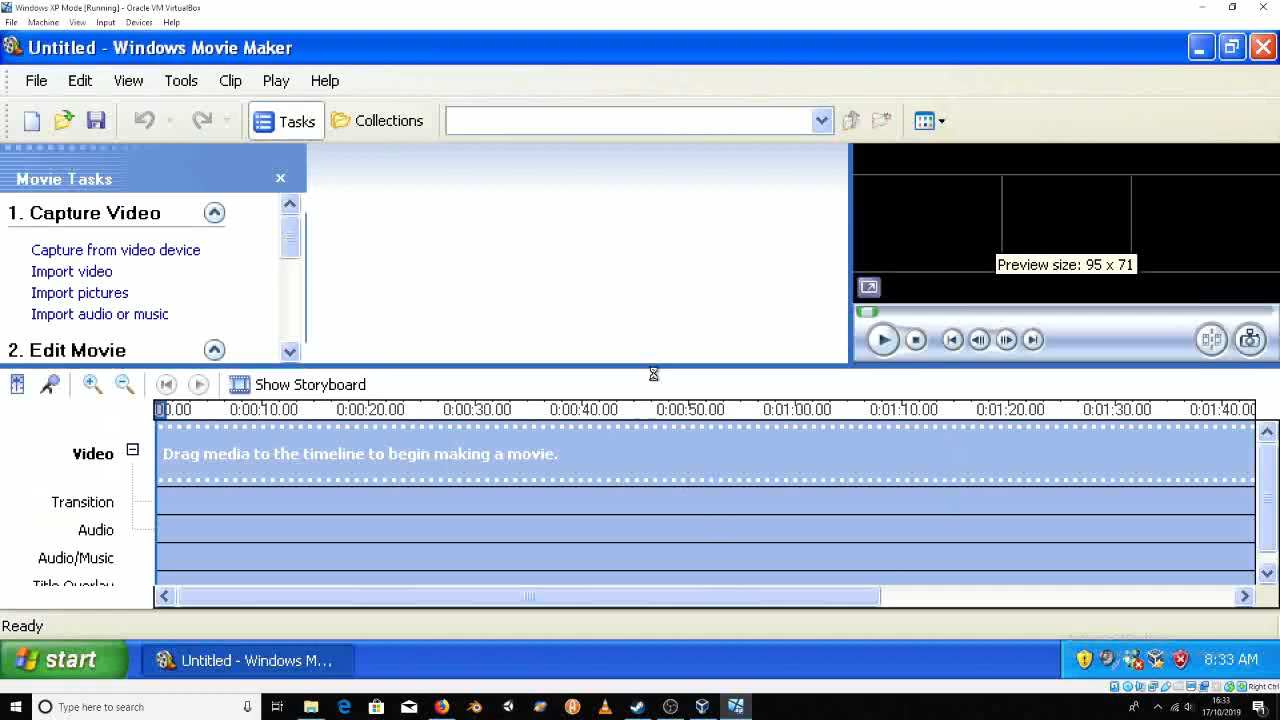 Windows XP Mode [Running] - Oracle VM VirtualBox
File Machine View Input Devices Help
Untitled - Windows Movie Maker
File Edit View Tools Clip Play Help
Tasks Collections
Movie Tasks x
1. Capture Video
Capture from video device
Import video
Import pictures
Import audio or music
2. Edit Movie
Preview size: 95 x 71
Show Storyboard
00.00 0:00:10.00 0:00:20.00 0:00:30.00 0:00:40.00 0:00:50.00 0:01:00.00 0:01:10.00 0:01:20.00 0:01:30.00 0:01:40.00
Video
Drag media to the timeline to begin making a movie.
Transition
Audio
Audio/Music
Title Overlay
Ready
start
Untitled - Windows M...
8:33 AM
Right Ctrl
Type here to search
16:33
17/10/2019